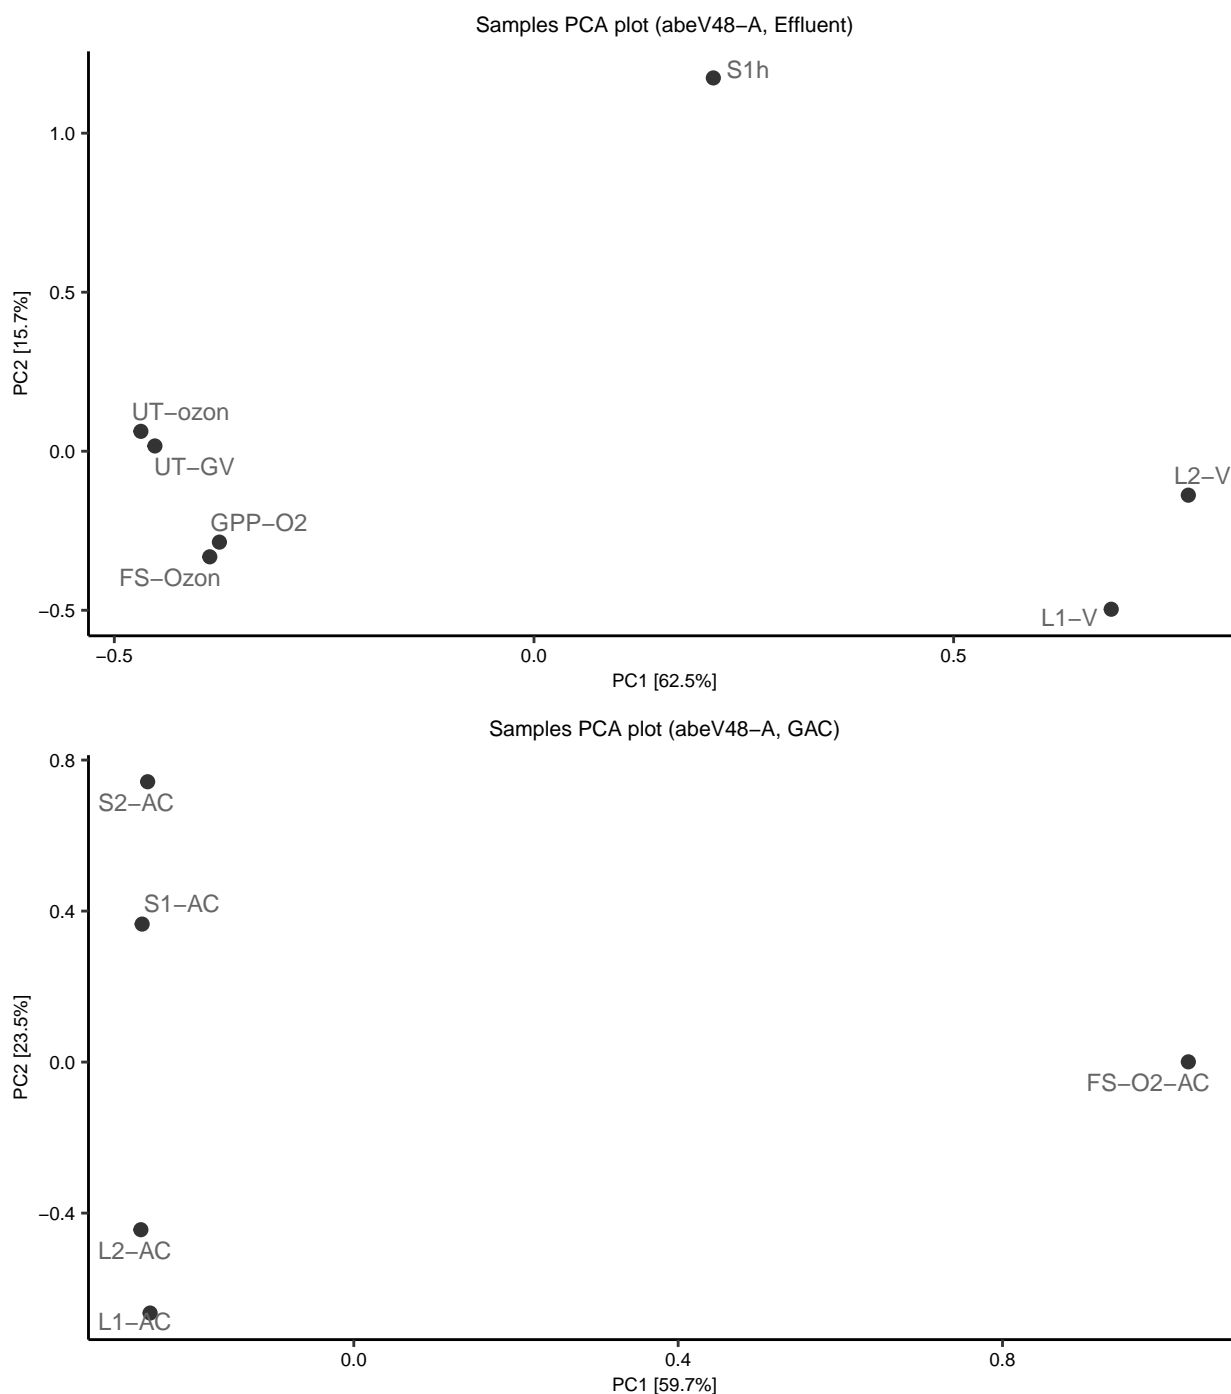 Samples PCA plot (abeV48−A, Effluent)
S1h
1.0
0.5
PC2 [15.7%]
UT−ozon
0.0
UT−GV
L2−V
GPP−O2
FS−Ozon
−0.5
L1−V
−0.5 0.0 0.5
PC1 [62.5%]
Samples PCA plot (abeV48−A, GAC)
0.8
S2−AC
S1−AC
0.4
PC2 [23.5%]
0.0
FS−O2−AC
−0.4
L2−AC
L1−AC
0.0 0.4 0.8
PC1 [59.7%]